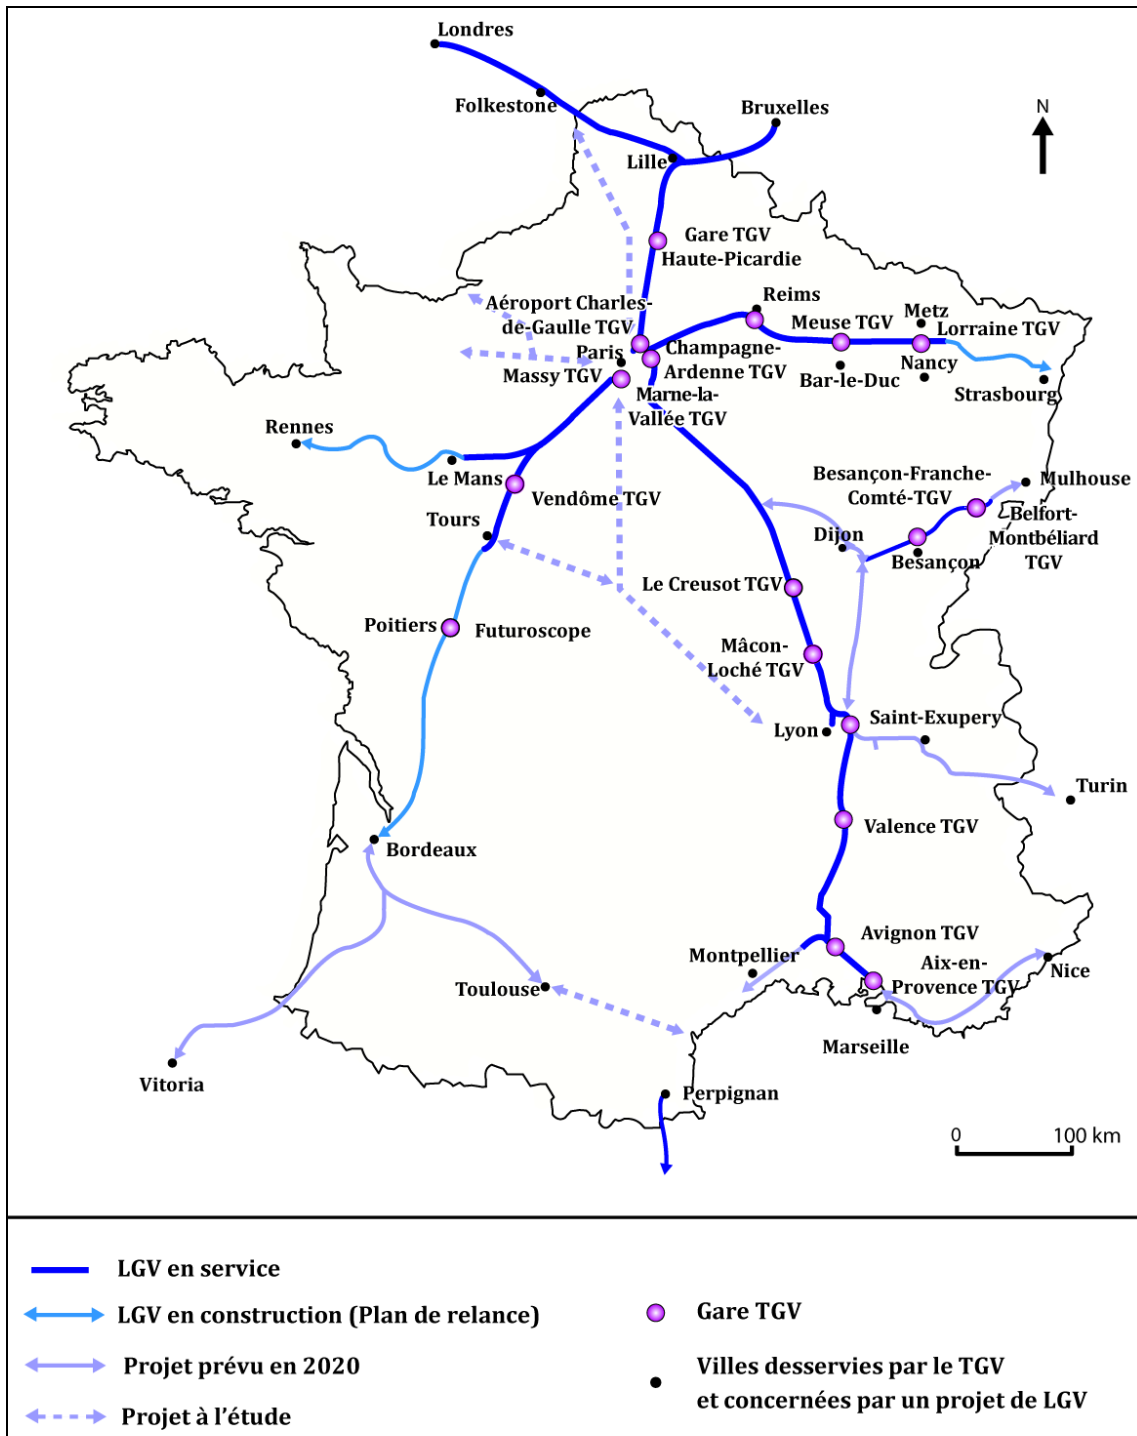 Londres
Folkestone
Bruxelles
N
Lille
Gare TGV
Haute-Picardie
Aéroport Charles-
de-Gaulle TGV
Reims
Meuse TGV
Metz
Lorraine TGV
Paris
Massy TGV
Champagne-
Ardenne TGV
Nancy
Bar-le-Duc
Strasbourg
Marne-la-
Vallée TGV
Rennes
Le Mans
Vendôme TGV
Tours
Besançon-Franche-
Comté-TGV
Mulhouse
Belfort-
Montbéliard
TGV
Dijon
Besançon
Le Creusot TGV
Poitiers
Futuroscope
Mâcon-
Loché TGV
Saint-Exupery
Lyon
Turin
Valence TGV
Bordeaux
Avignon TGV
Montpellier
Aix-en-
Provence TGV
Nice
Toulouse
Marseille
Vitoria
Perpignan
0 100 km
LGV en service
LGV en construction (Plan de relance)
Projet prévu en 2020
Projet à l'étude
Gare TGV
Villes desservies par le TGV
et concernées par un projet de LGV